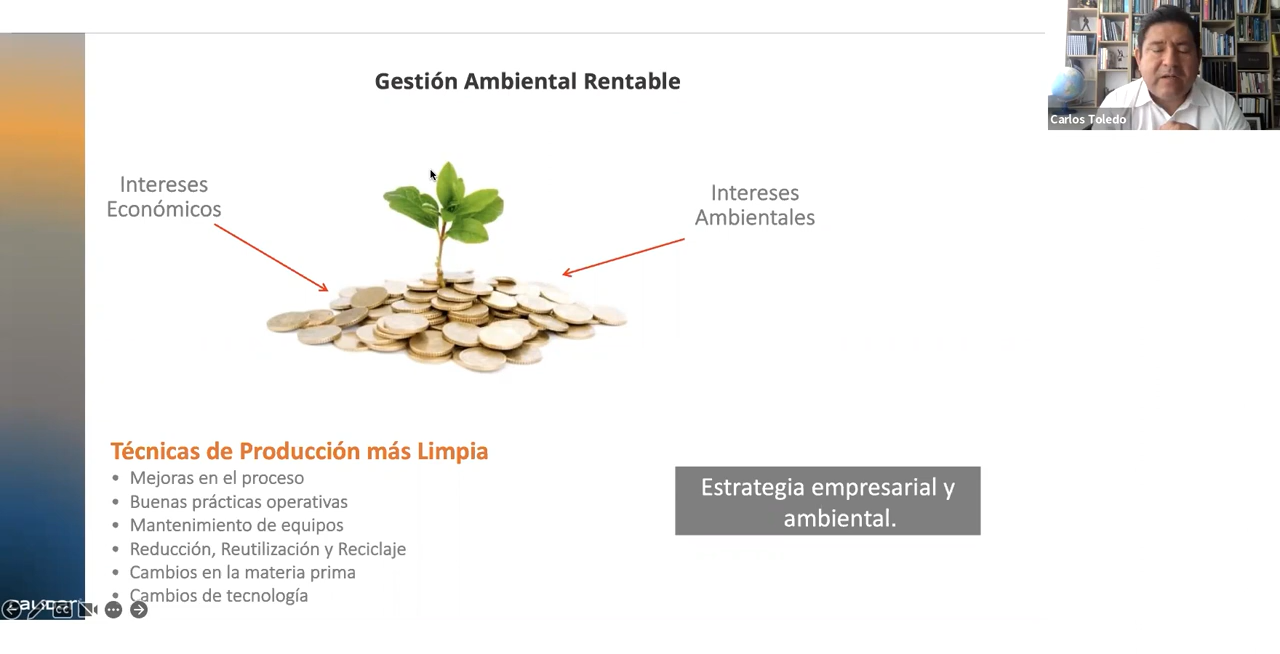 Gestión Ambiental Rentable
Carlos Toledo
Intereses
Económicos
Intereses
Ambientales
Técnicas de Producción más Limpia
• Mejoras en el proceso
• Buenas prácticas operativas
• Mantenimiento de equipos
• Reducción, Reutilización y Reciclaje
• Cambios en la materia prima
• Cambios de tecnología
Estrategia empresarial y
ambiental.
CC